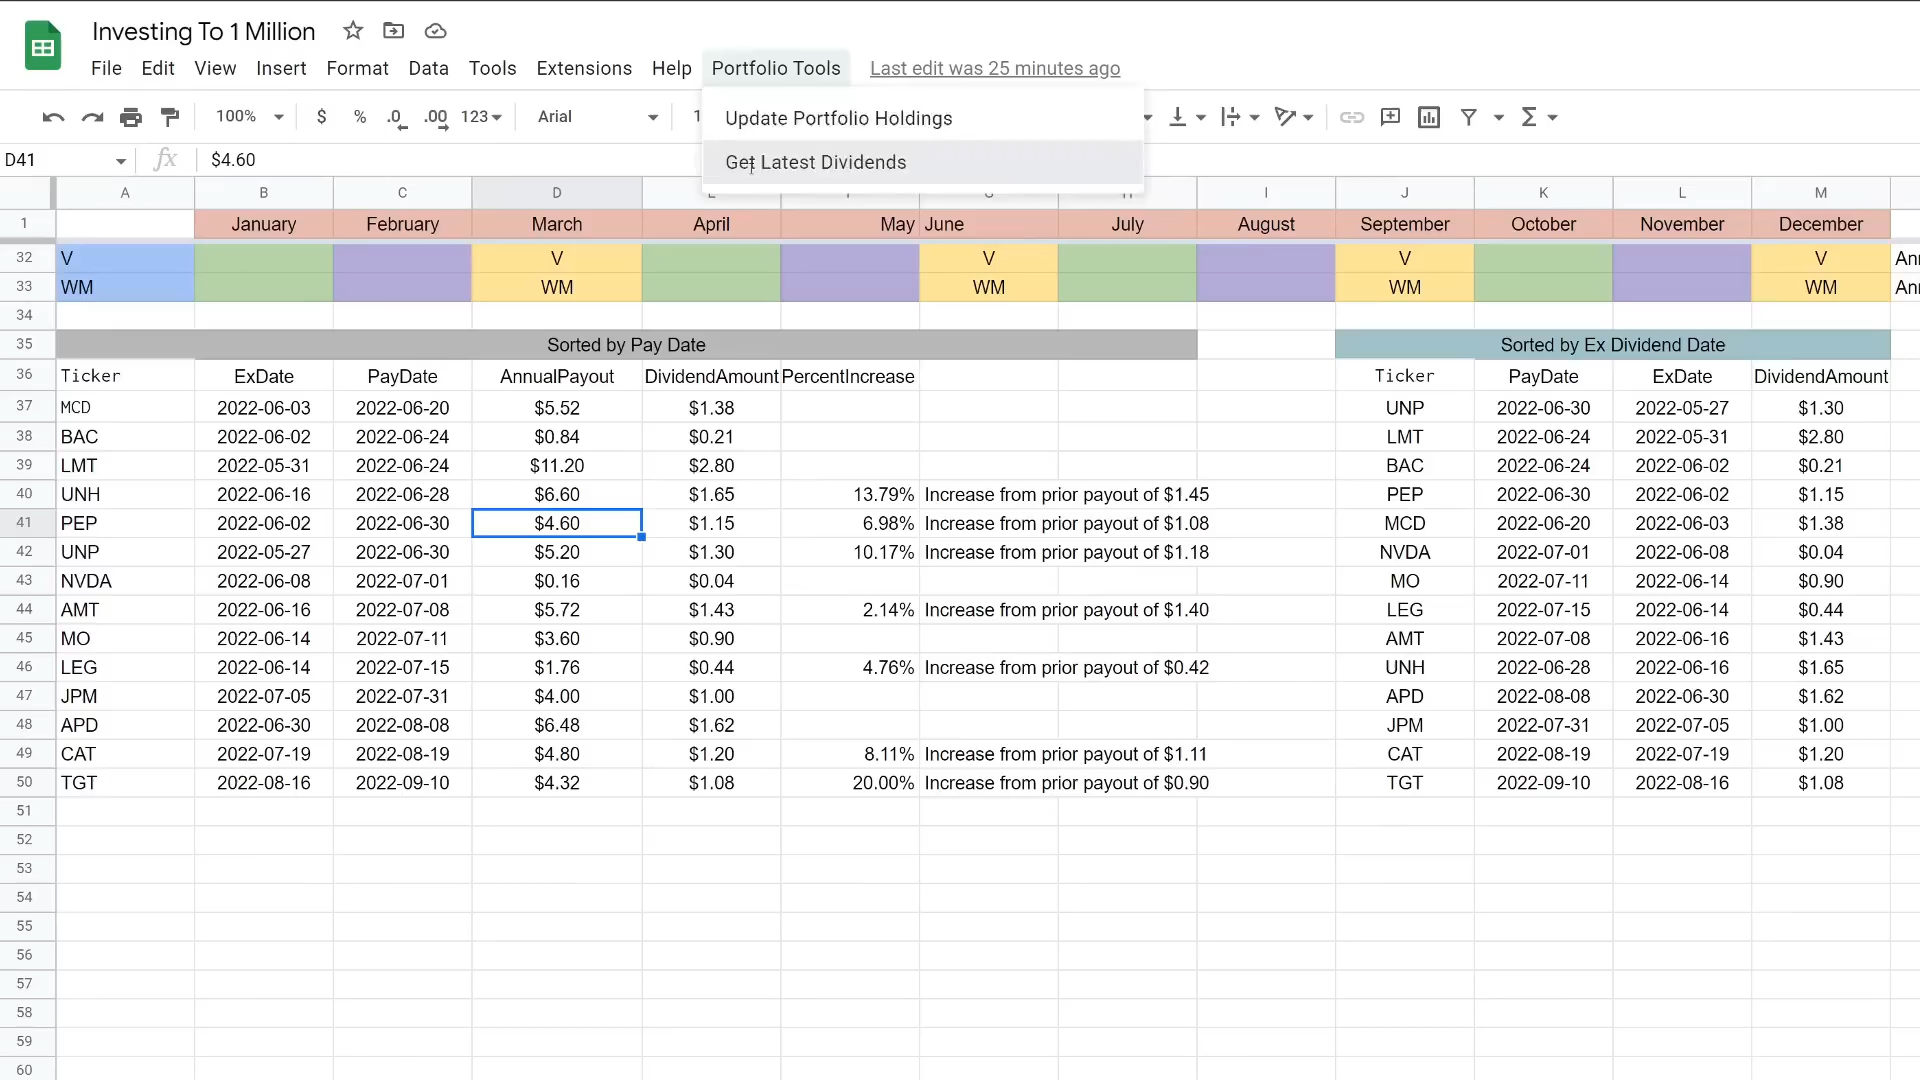 Investing To 1 Million
File Edit View Insert Format Data Tools Extensions Help Portfolio Tools Last edit was 25 minutes ago
100% $ % .0 .00 123 Arial 1
Update Portfolio Holdings
D41 fx $4.60
Get Latest Dividends
A B C D I J K L M
1 January February March April May June July August September October November December
32 V V V V V
33 WM WM WM WM WM
34
35 Sorted by Pay Date Sorted by Ex Dividend Date
36 Ticker ExDate PayDate AnnualPayout DividendAmount PercentIncrease Ticker PayDate ExDate DividendAmount
37 MCD 2022-06-03 2022-06-20 $5.52 $1.38 UNP 2022-06-30 2022-05-27 $1.30
38 BAC 2022-06-02 2022-06-24 $0.84 $0.21 LMT 2022-06-24 2022-05-31 $2.80
39 LMT 2022-05-31 2022-06-24 $11.20 $2.80 BAC 2022-06-24 2022-06-02 $0.21
40 UNH 2022-06-16 2022-06-28 $6.60 $1.65 13.79% Increase from prior payout of $1.45 PEP 2022-06-30 2022-06-02 $1.15
41 PEP 2022-06-02 2022-06-30 $4.60 $1.15 6.98% Increase from prior payout of $1.08 MCD 2022-06-20 2022-06-03 $1.38
42 UNP 2022-05-27 2022-06-30 $5.20 $1.30 10.17% Increase from prior payout of $1.18 NVDA 2022-07-01 2022-06-08 $0.04
43 NVDA 2022-06-08 2022-07-01 $0.16 $0.04 MO 2022-07-11 2022-06-14 $0.90
44 AMT 2022-06-16 2022-07-08 $5.72 $1.43 2.14% Increase from prior payout of $1.40 LEG 2022-07-15 2022-06-14 $0.44
45 MO 2022-06-14 2022-07-11 $3.60 $0.90 AMT 2022-07-08 2022-06-16 $1.43
46 LEG 2022-06-14 2022-07-15 $1.76 $0.44 4.76% Increase from prior payout of $0.42 UNH 2022-06-28 2022-06-16 $1.65
47 JPM 2022-07-05 2022-07-31 $4.00 $1.00 APD 2022-08-08 2022-06-30 $1.62
48 APD 2022-06-30 2022-08-08 $6.48 $1.62 JPM 2022-07-31 2022-07-05 $1.00
49 CAT 2022-07-19 2022-08-19 $4.80 $1.20 8.11% Increase from prior payout of $1.11 CAT 2022-08-19 2022-07-19 $1.20
50 TGT 2022-08-16 2022-09-10 $4.32 $1.08 20.00% Increase from prior payout of $0.90 TGT 2022-09-10 2022-08-16 $1.08
51
52
53
54
55
56
57
58
59
60